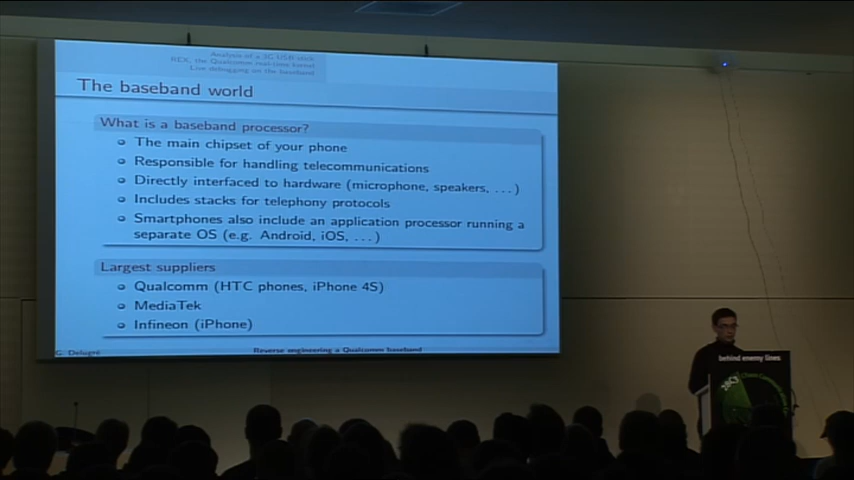 Analysis of a 3G USB stick
REX, the Qualcomm real-time kernel
Live debugging on the baseband
The baseband world
What is a baseband processor?
The main chipset of your phone
Responsible for handling telecommunications
Directly interfaced to hardware (microphone, speakers, ...)
Includes stacks for telephony protocols
Smartphones also include an application processor running a
separate OS (e.g. Android, iOS, ...)
Largest suppliers
Qualcomm (HTC phones, iPhone 4S)
MediaTek
Infineon (iPhone)
G. Delugré
Reverse engineering a Qualcomm baseband
behind enemy lines
28C3